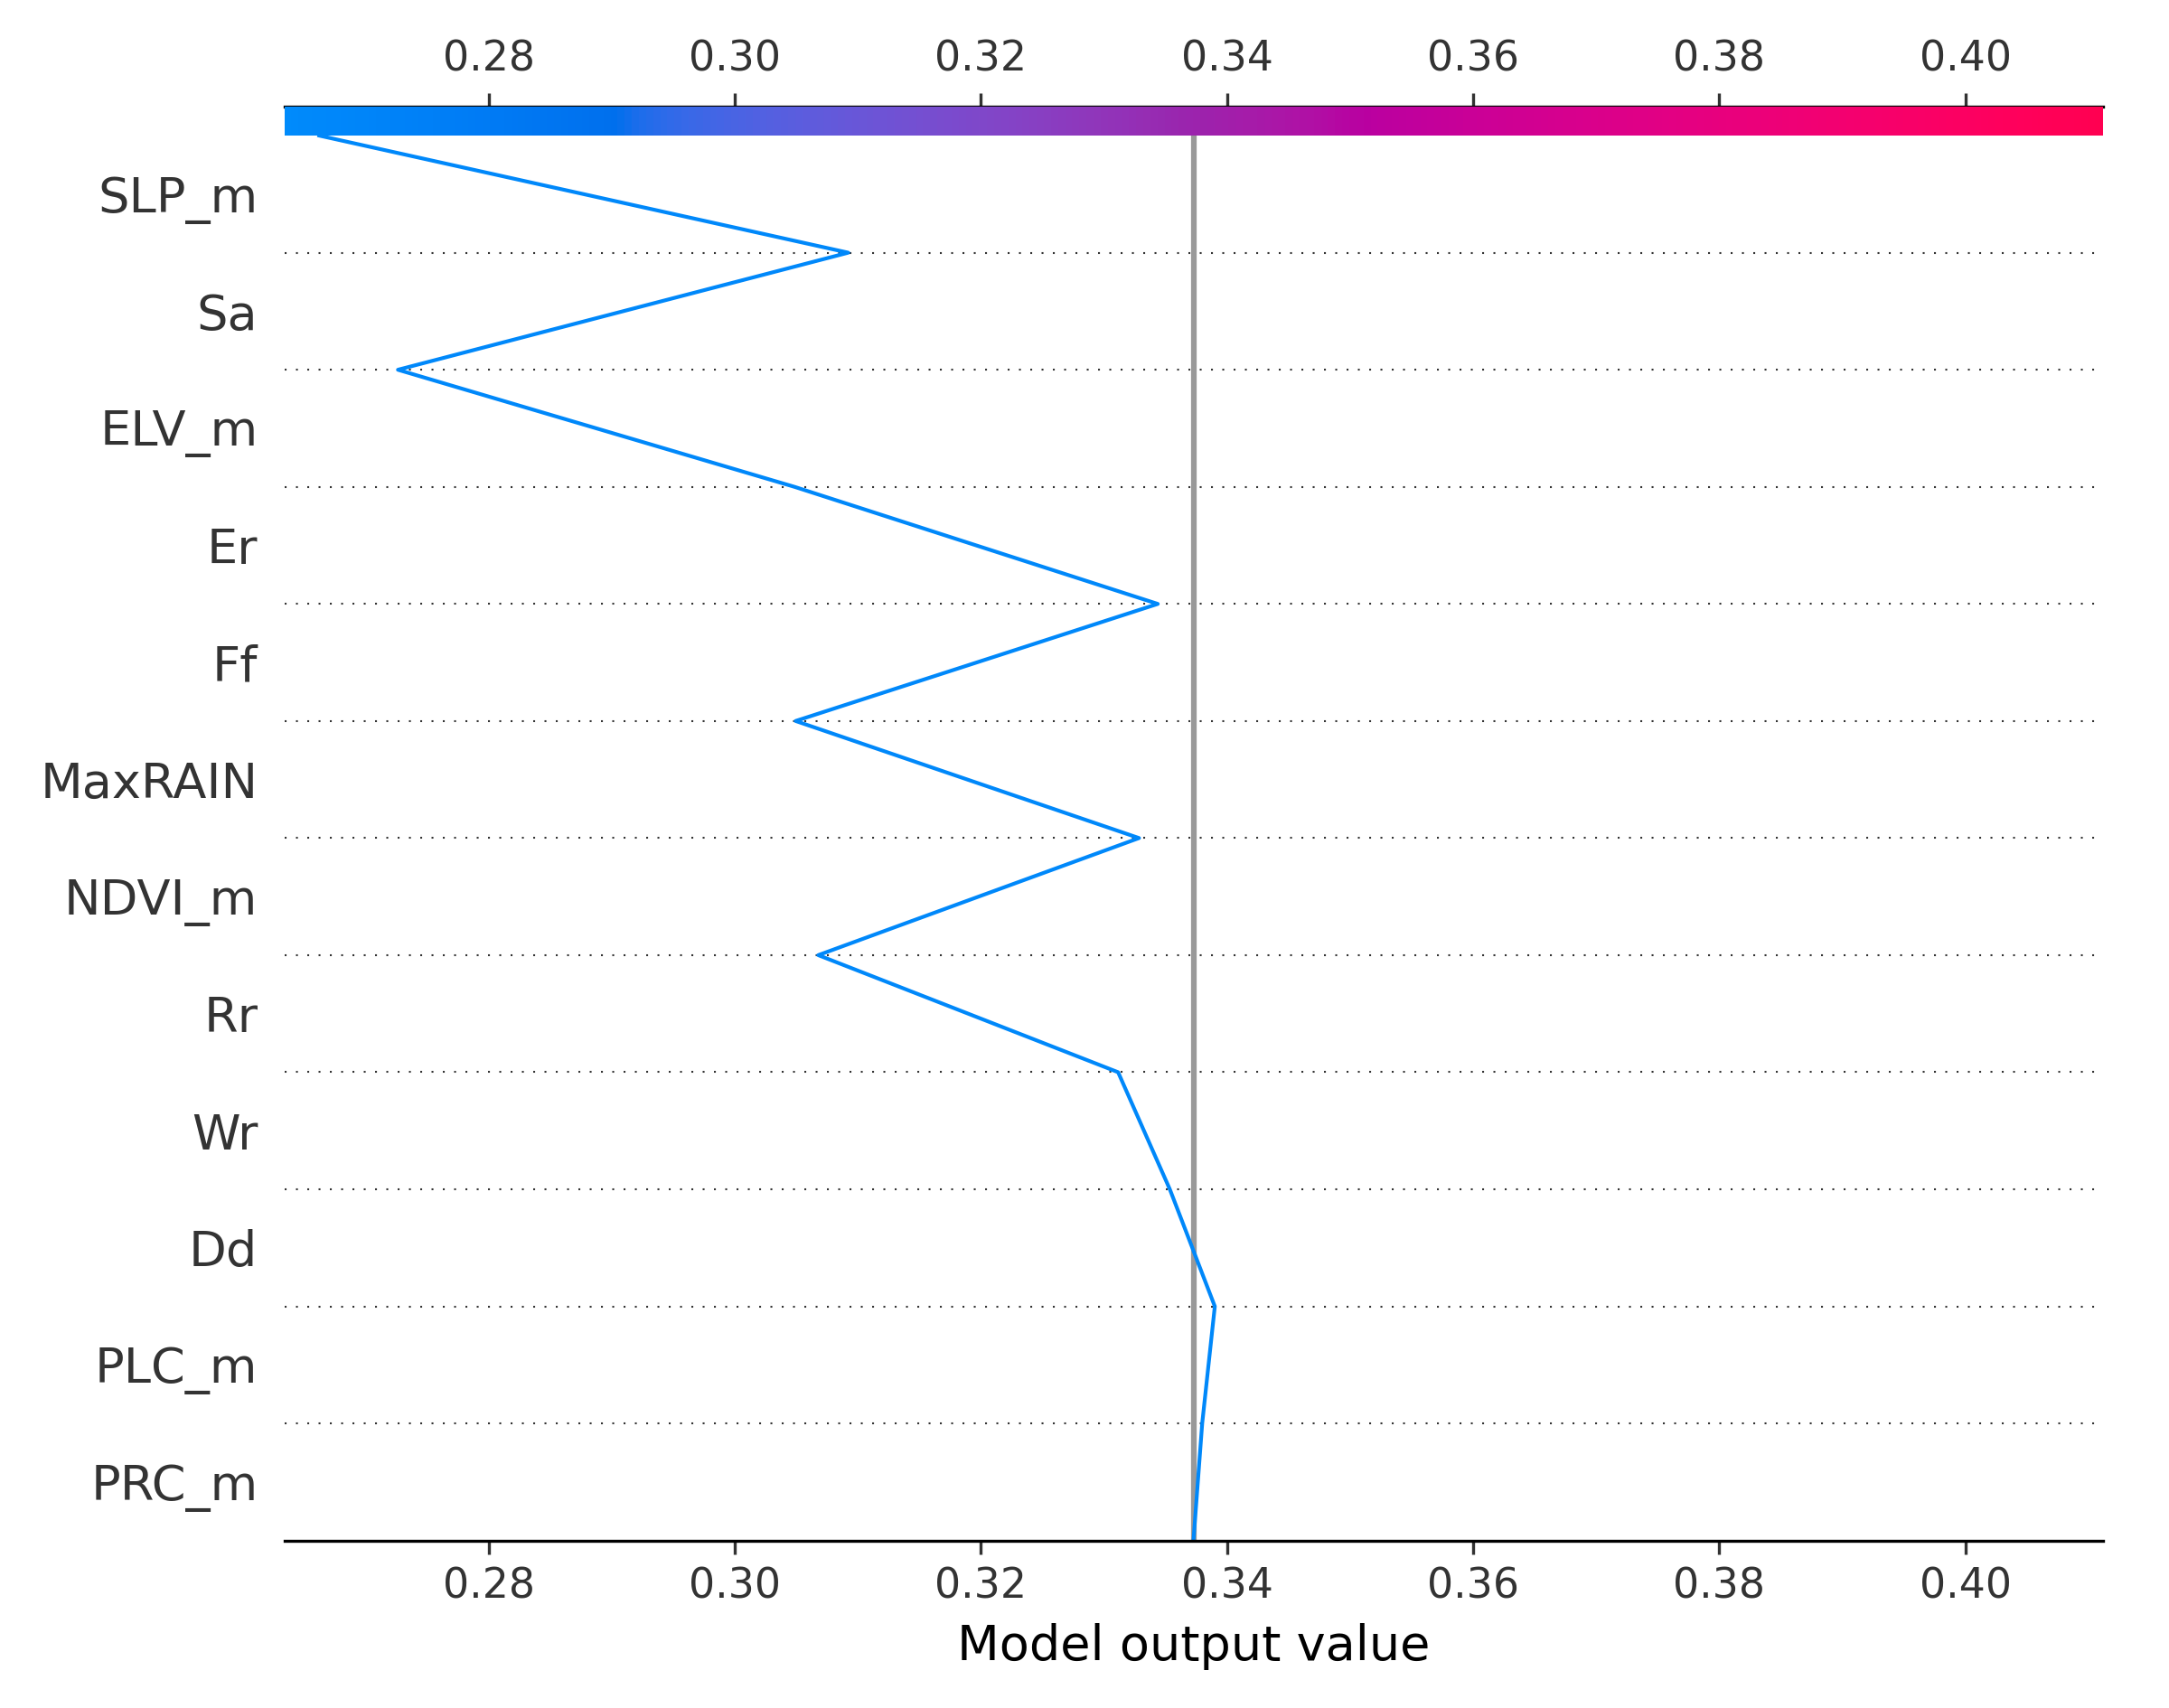 0.28 0.30 0.32 0.34 0.36 0.38 0.40
SLP_m
Sa
ELV_m
Er
Ff
MaxRAIN
NDVI_m
Rr
Wr
Dd
PLC_m
PRC_m
0.28 0.30 0.32 0.34 0.36 0.38 0.40
Model output value